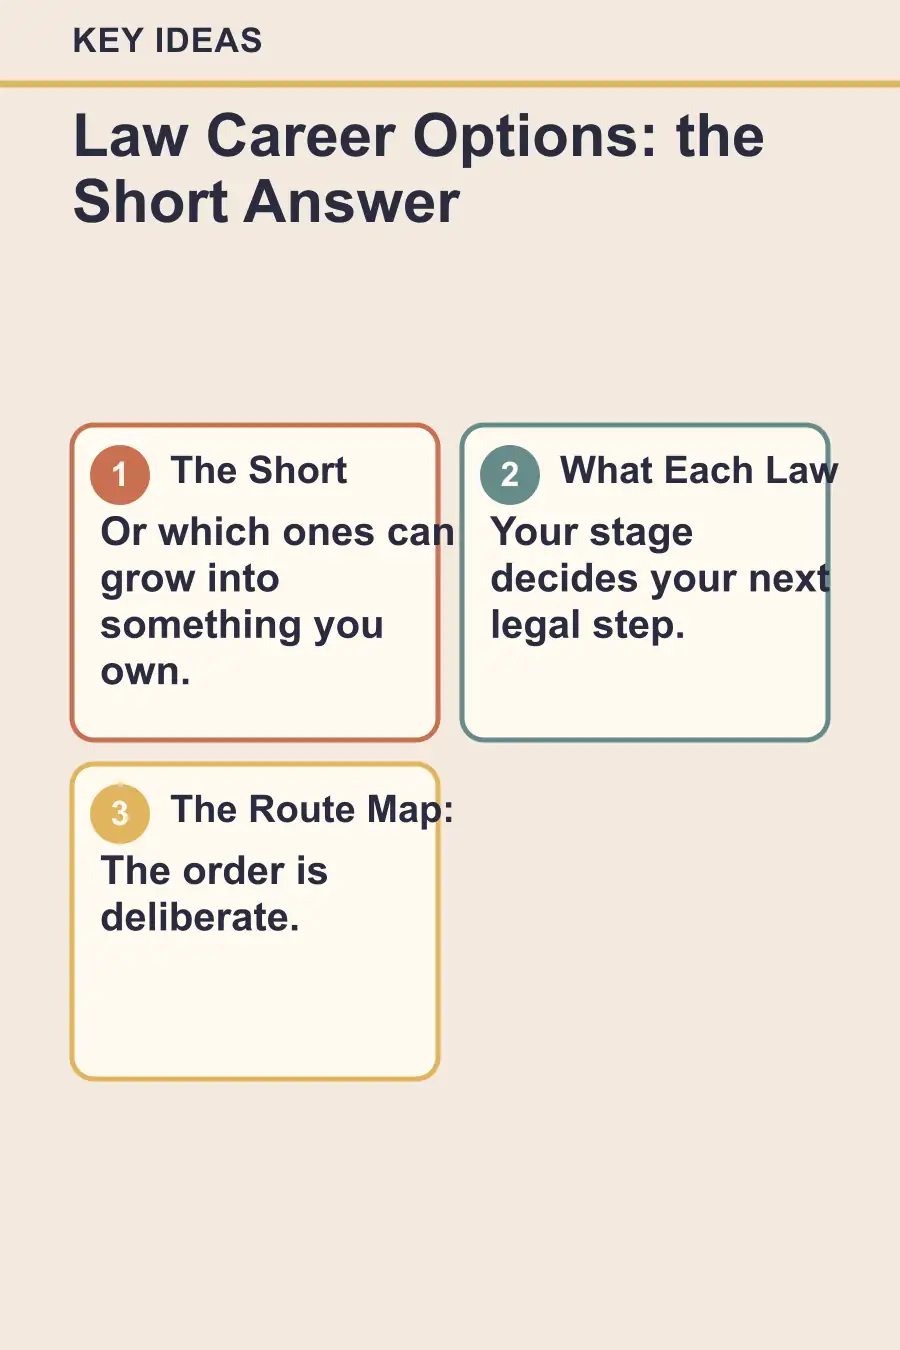 KEY IDEAS
Law Career Options: the
Short Answer
1
The Short
Or which ones can
grow into
something you
own.
2
What Each Law
Your stage
decides your next
legal step.
3
The Route Map:
The order is
deliberate.